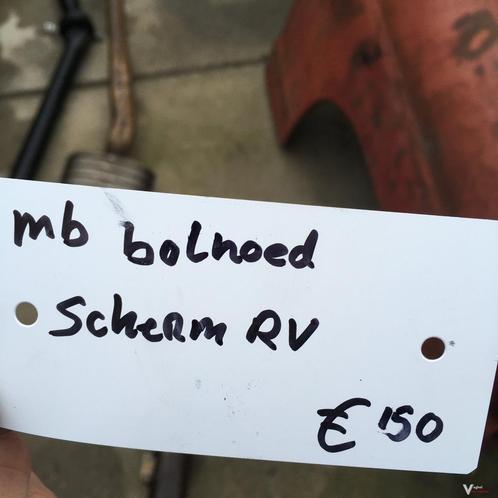 mb bolhoed
Scherm RV
€ 150